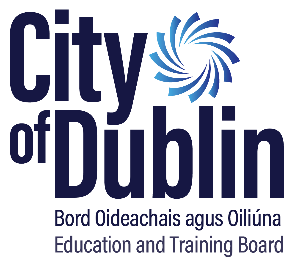 City
of Dublin
Bord Oideachais agus Oiliúna
Education and Training Board